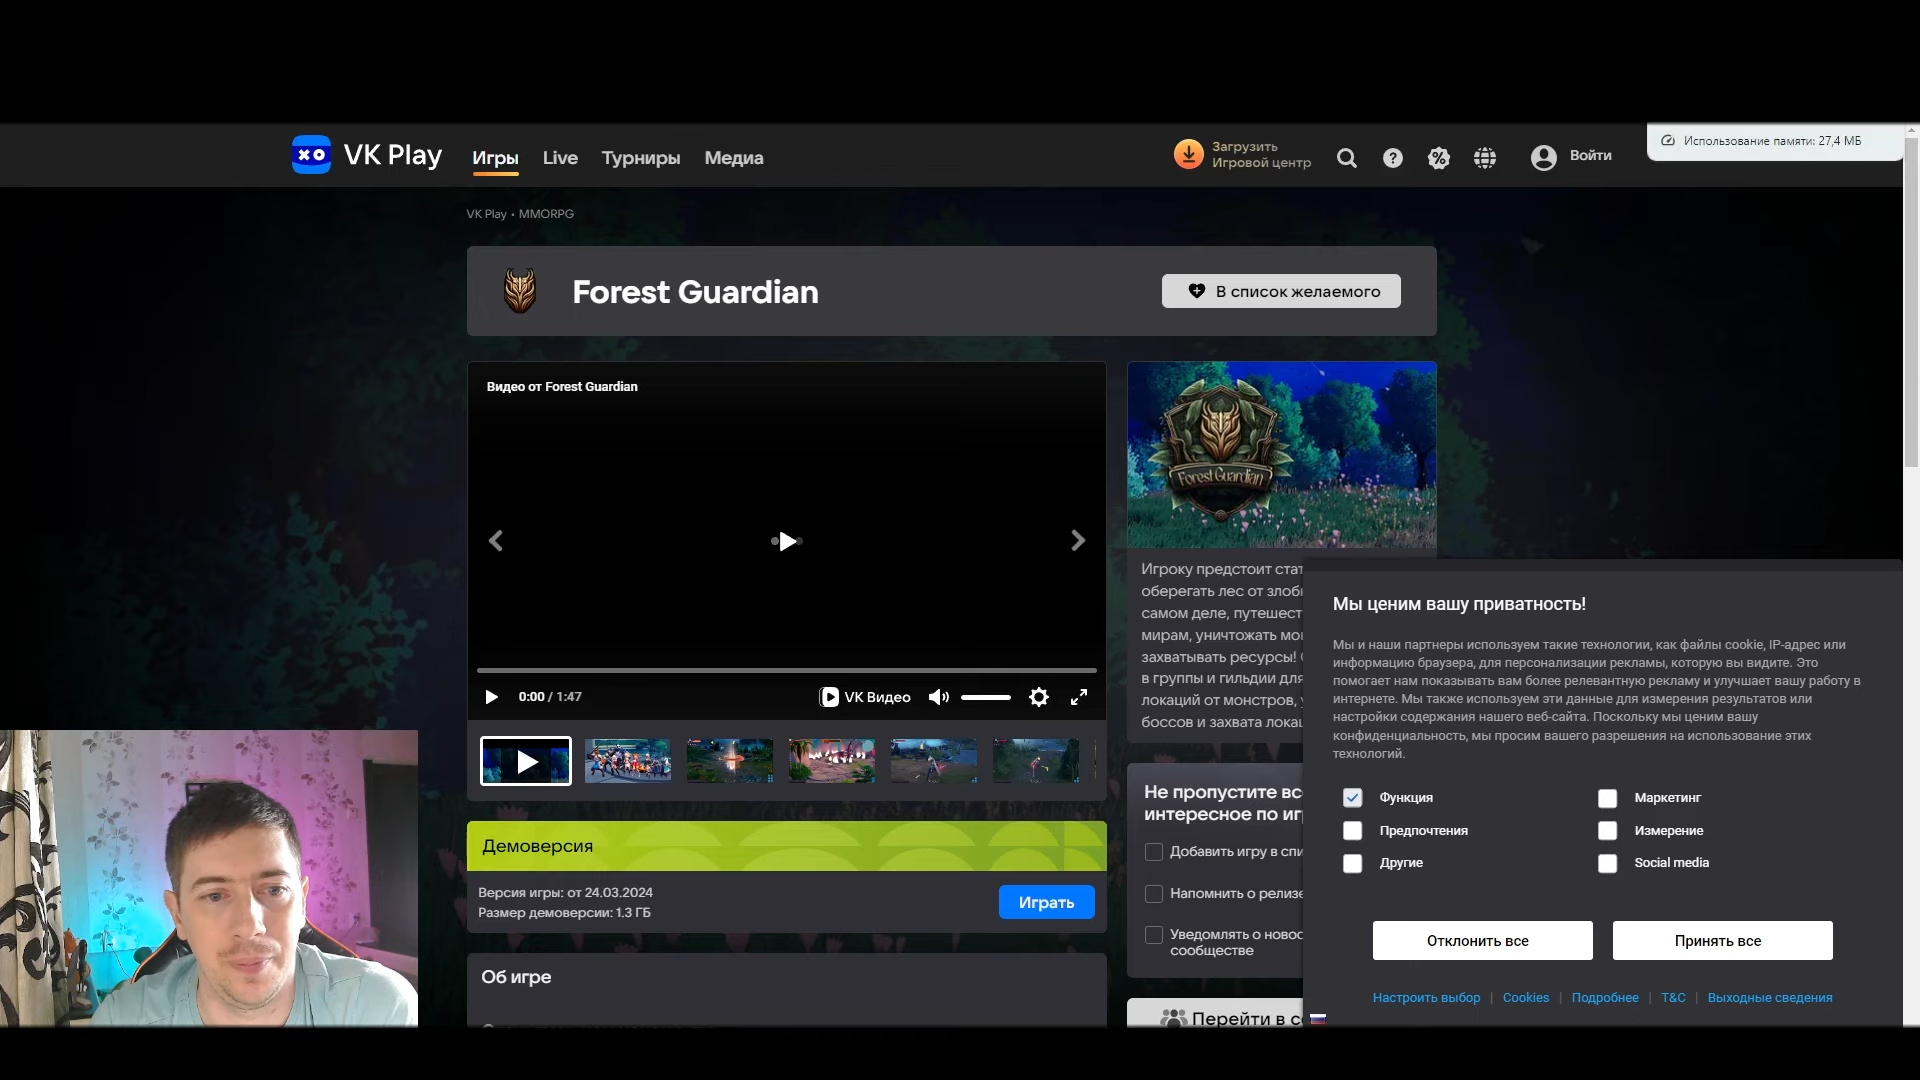 VK Play
Игры
Live
Турниры
Медиа
Загрузить
Игровой центр
Войти
Использование памяти: 27,4 МБ
VK Play • MMORPG
Forest Guardian
В список желаемого
Видео от Forest Guardian
0:00 / 1:47
VK Видео
Forest Guardian
Игроку предстоит стат
оберегать лес от злобн
самом деле, путешест
мирам, уничтожать мо
захватывать ресурсы!
в группы и гильдии для
локаций от монстров,
боссов и захвата локац
Демоверсия
Версия игры: от 24.03.2024
Размер демоверсии: 1.3 ГБ
Играть
Об игре
Не пропустите вс
интересное по иг
Добавить игру в спи
Напомнить о релизе
Уведомлять о новос
сообществе
Перейти в с
Мы ценим вашу приватность!
Мы и наши партнеры используем такие технологии, как файлы cookie, IP-адрес или
информацию браузера, для персонализации рекламы, которую вы видите. Это
помогает нам показывать вам более релевантную рекламу и улучшает вашу работу в
интернете. Мы также используем эти данные для измерения результатов или
настройки содержания нашего веб-сайта. Поскольку мы ценим вашу
конфиденциальность, мы просим вашего разрешения на использование этих
технологий.
Функция
Маркетинг
Предпочтения
Измерение
Другие
Social media
Отклонить все
Принять все
Настроить выбор | Cookies | Подробнее | T&C | Выходные сведения